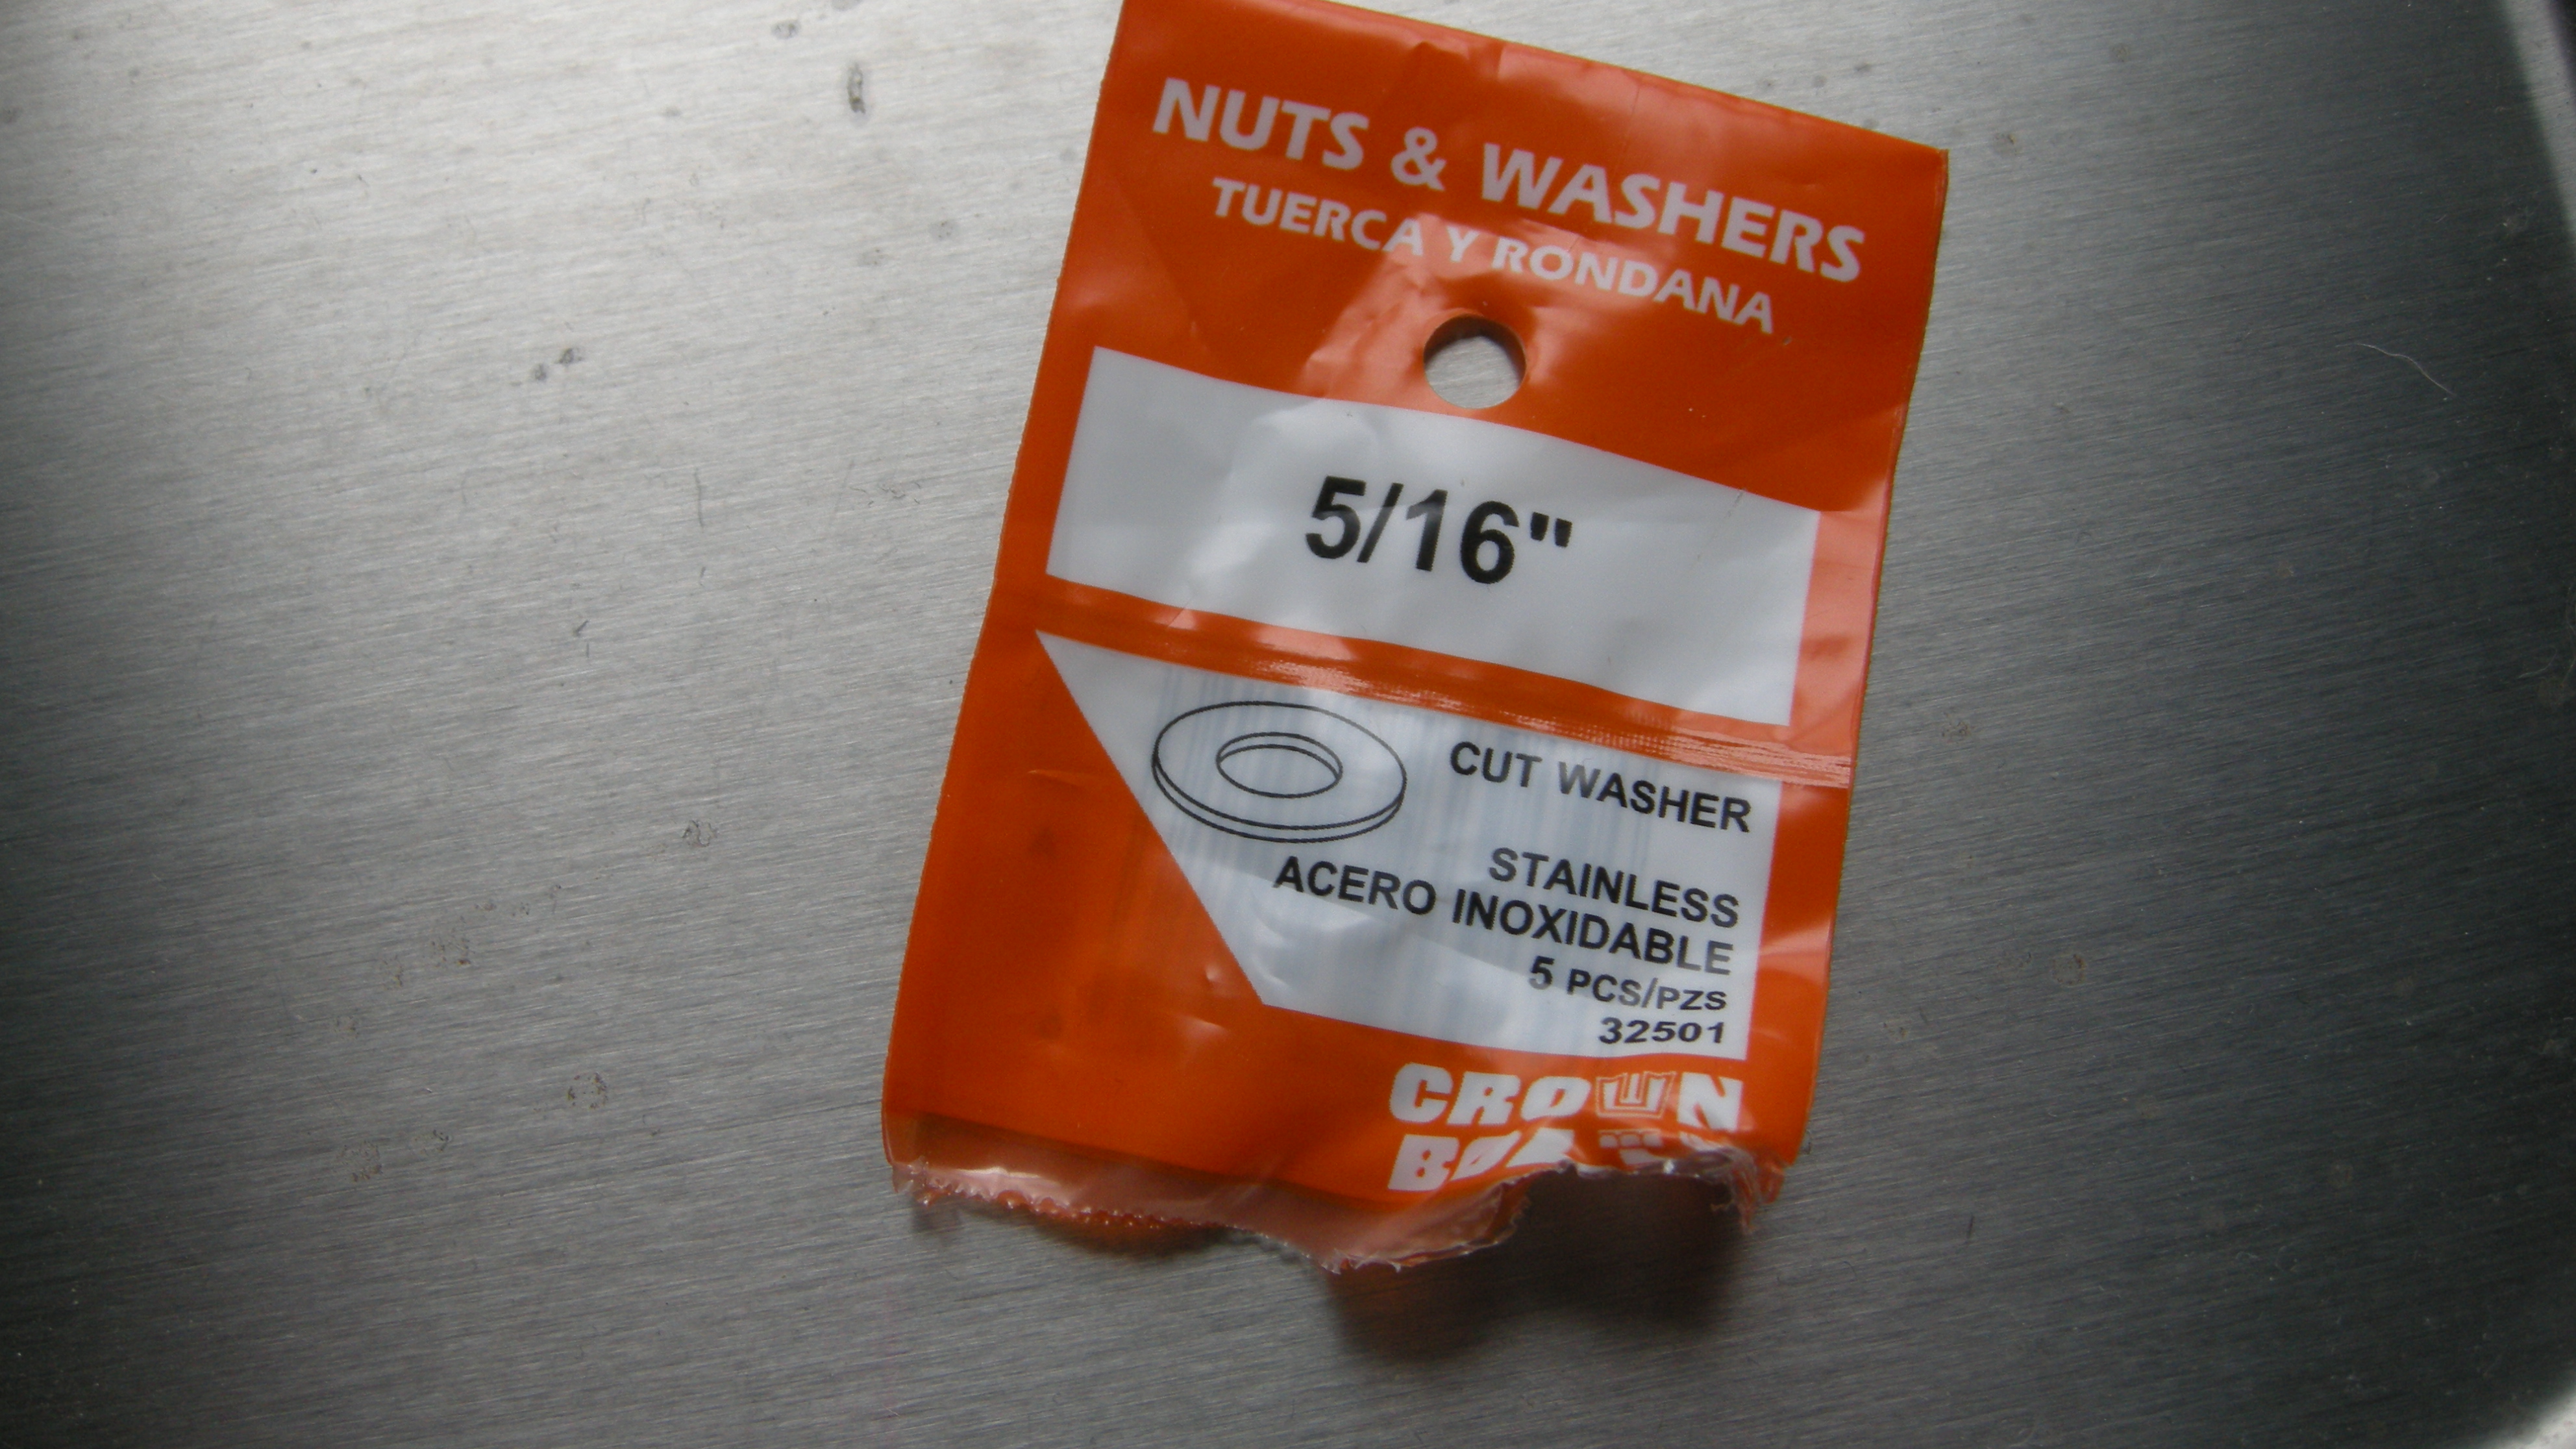 NUTS & WASHERS
TUERCA Y RONDANA
5/16"
CUT WASHER
STAINLESS
ACERO INOXIDABLE
5 PCS/PZS
32501
CROWN